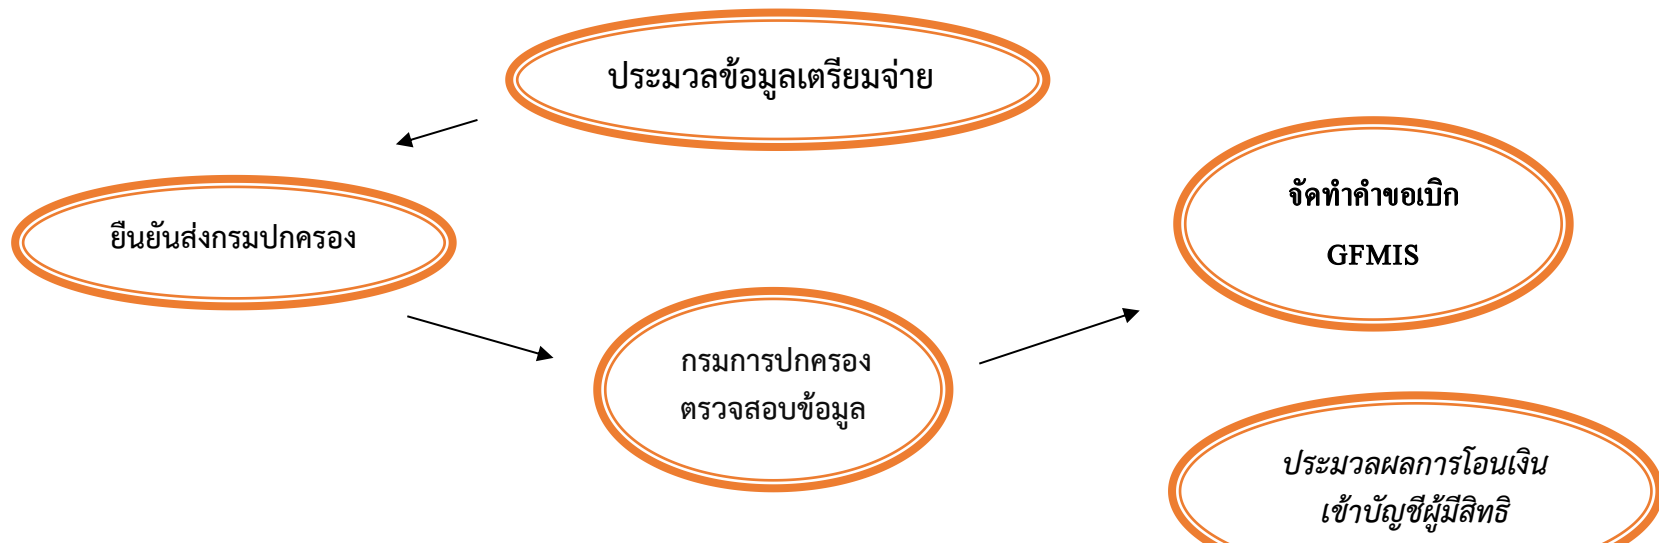 ประมวลข้อมูลเตรียมจ่าย
ยืนยันส่งกรมปกครอง
กรมการปกครอง
ตรวจสอบข้อมูล
จัดทำคำขอเบิก
GFMIS
ประมวลผลการโอนเงิน
เข้าบัญชีผู้มีสิทธิ